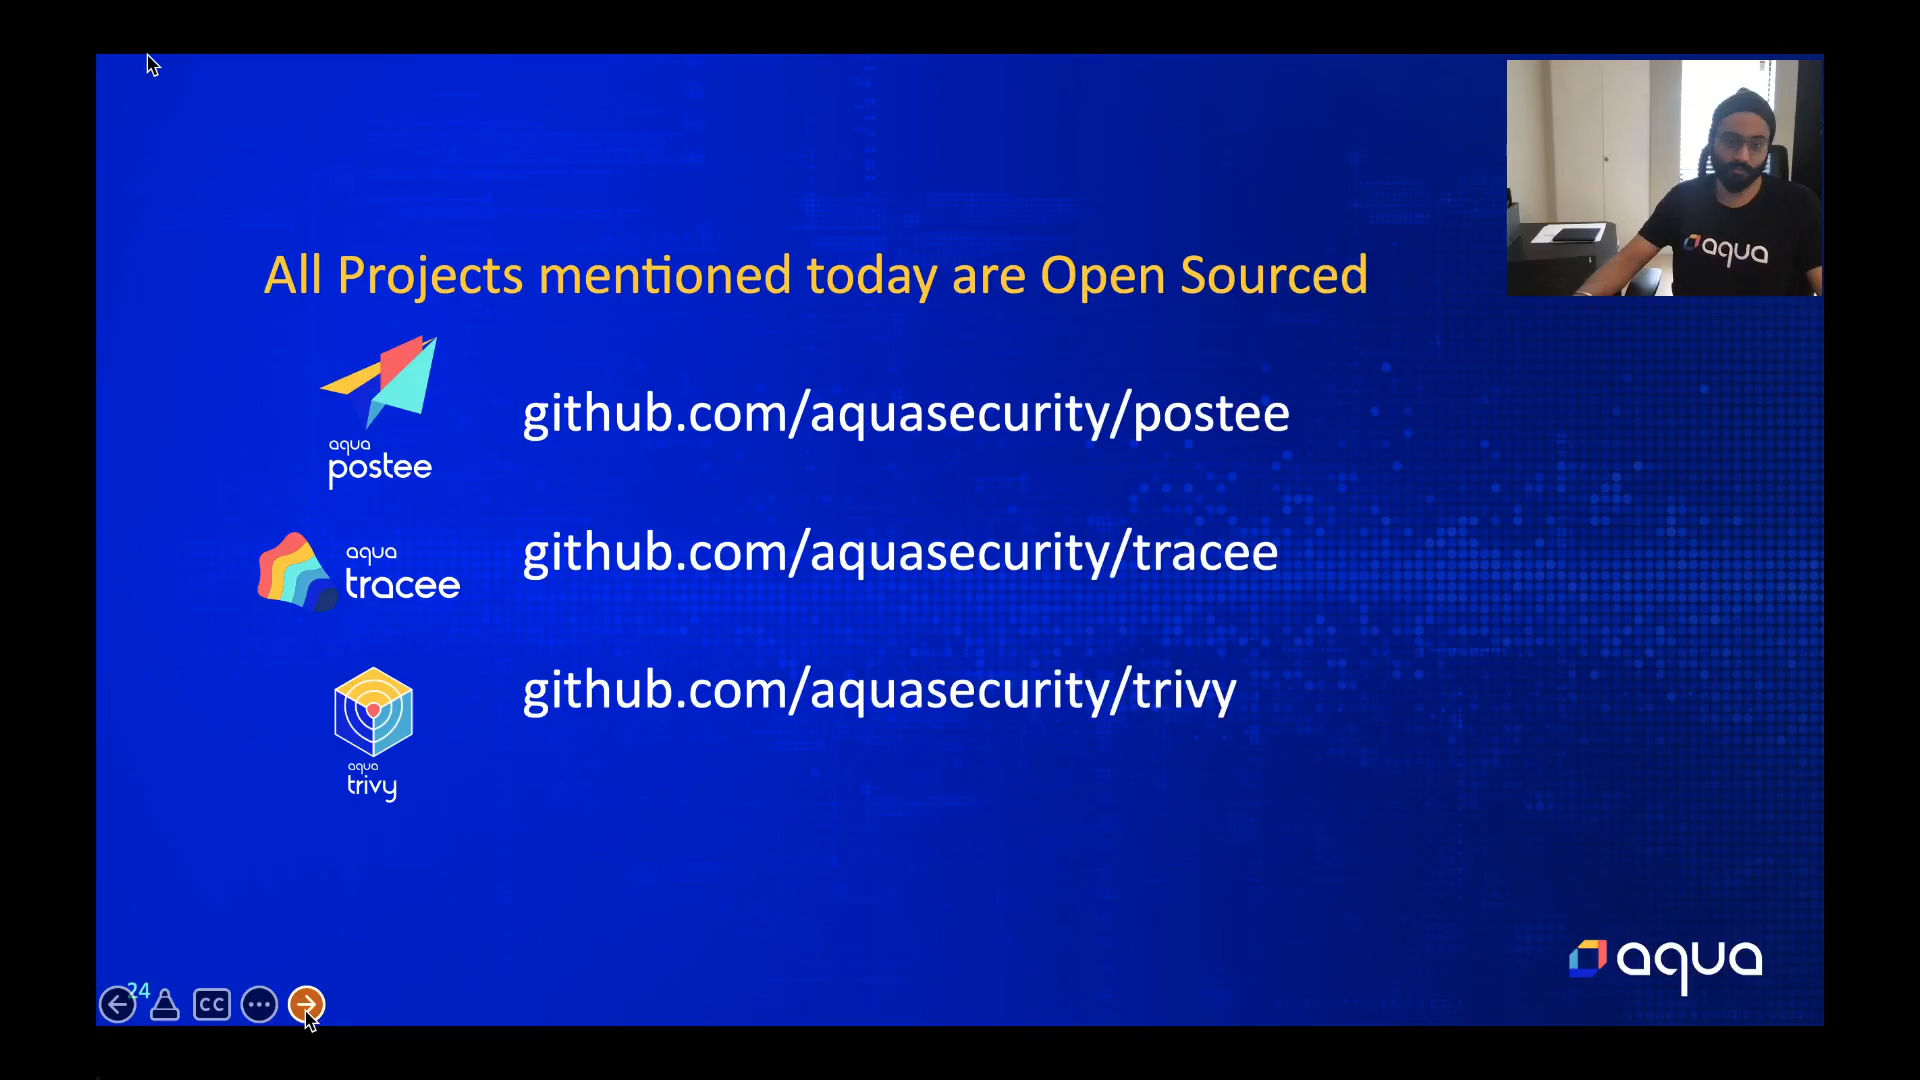 All Projects mentioned today are Open Sourced
aqua
postee
github.com/aquasecurity/postee
aqua
tracee
github.com/aquasecurity/tracee
aqua
trivy
github.com/aquasecurity/trivy
aqua
aqua
24
CC